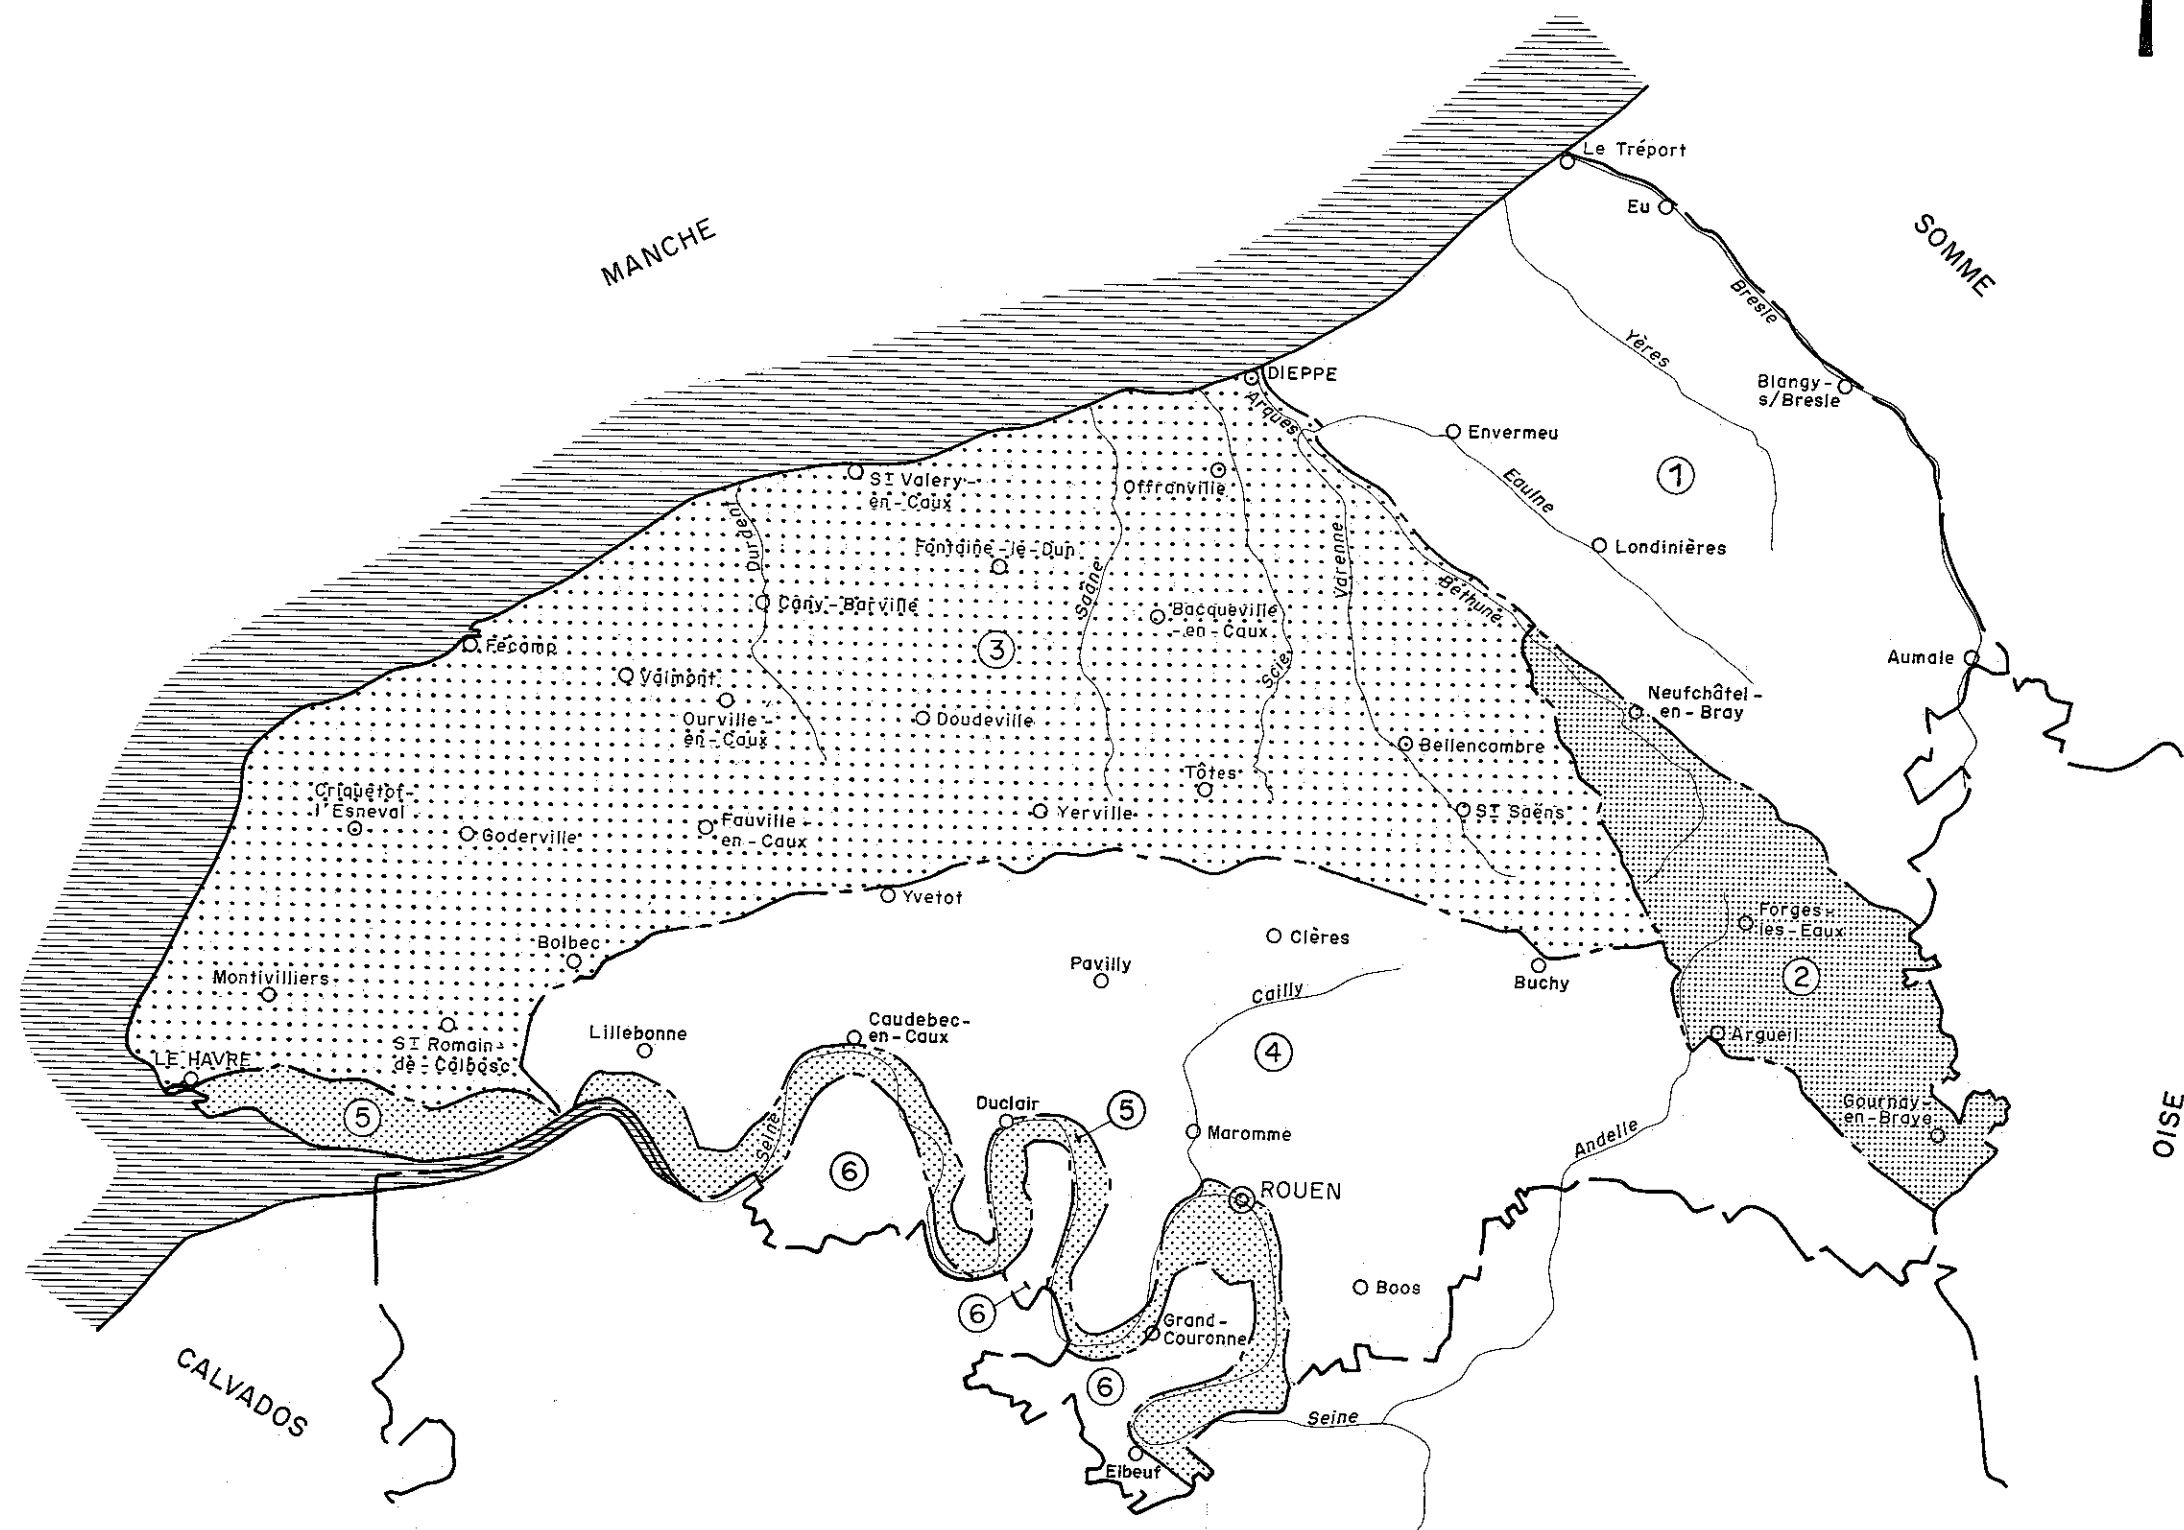 Le Tréport
Eu
SOMME
MANCHE
Bresle
Yères
DIEPPE
Blangy-
s/Bresle
Arques
Envermeu
1
Eaulne
Offranville
St Valery-
en-Caux
Durdent
Varenne
Fontaine-le-Dun
Londinières
Saâne
Béthune
Cany-Barville
Bacqueville
-en-Caux
3
Fécamp
Scie
Aumale
Valmont
Neufchâtel-
en-Bray
Ourville-
en-Caux
Doudeville
Bellencombre
Tôtes
Criquetof-
l'Esneval
Goderville
Fauville-
en-Caux
Yerville
St Saëns
Yvetot
Forges-
les-Eaux
Bolbec
Clères
Pavilly
Buchy
2
Montivilliers
Cailly
St Romain-
de-Colbosc
Lillebonne
Caudebec-
en-Caux
Argueil
LE HAVRE
4
5
Duclair
5
Gournay-
en-Braye
OISE
Seine
Maromme
Andelle
6
ROUEN
Boos
6
Grand-
Couronne
CALVADOS
6
Seine
Elbeuf